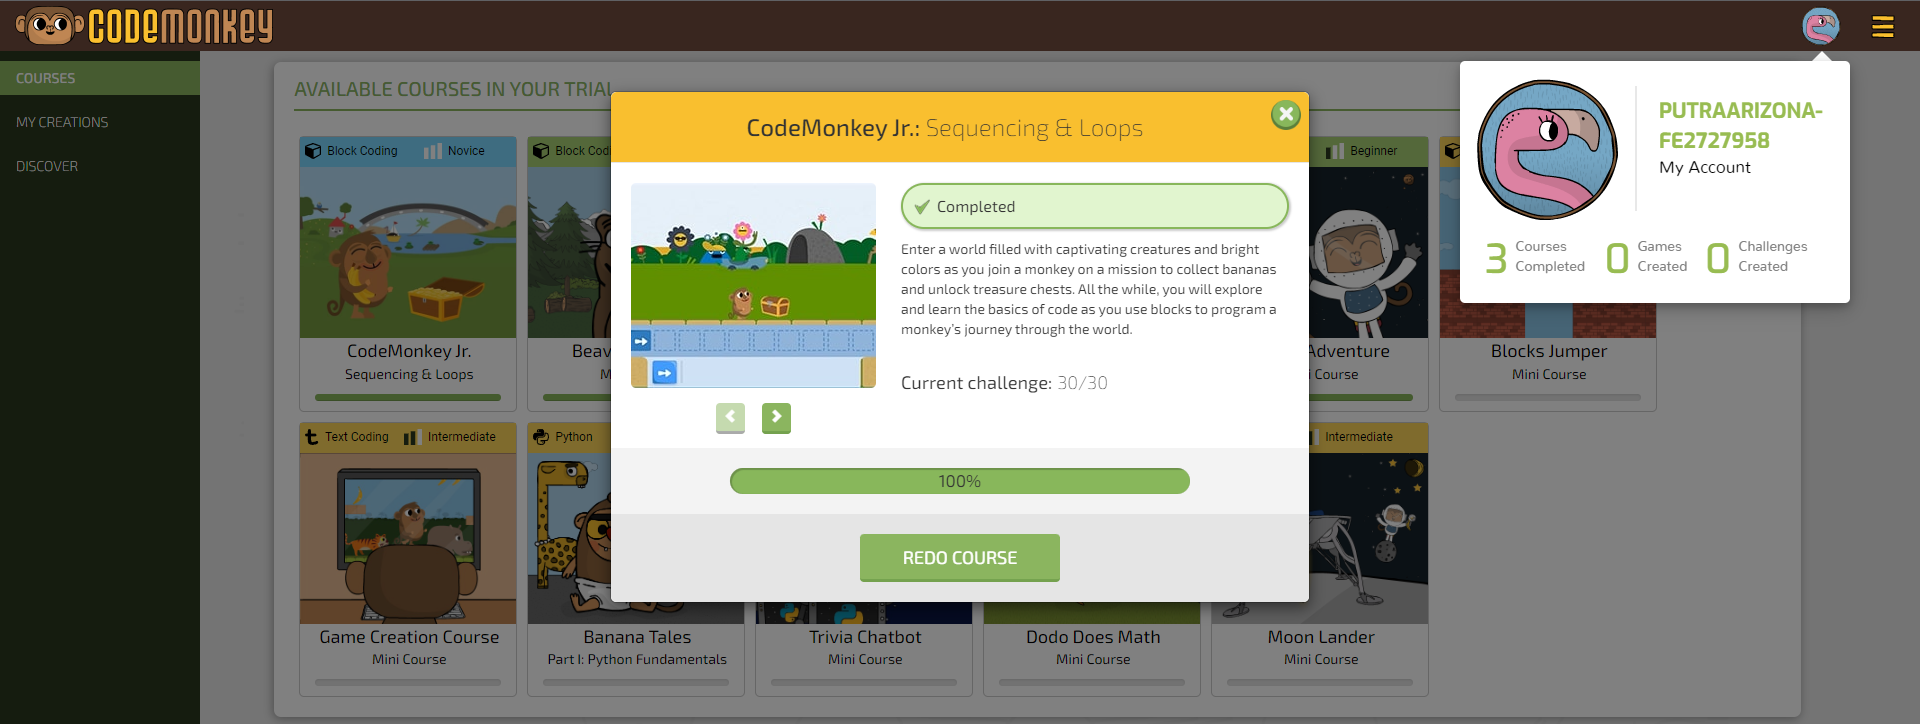 CODEMONKEY
COURSES
MY CREATIONS
DISCOVER
AVAILABLE COURSES IN YOUR TRIAL
Block Coding Novice
CodeMonkey Jr.
Sequencing & Loops
Beginner
Adventure
Blocks Jumper
Mini Course
CodeMonkey Jr.: Sequencing & Loops
Completed
Enter a world filled with captivating creatures and bright
colors as you join a monkey on a mission to collect bananas
and unlock treasure chests. All the while, you will explore
and learn the basics of code as you use blocks to program a
monkey's journey through the world.
Current challenge: 30/30
100%
REDO COURSE
PUTRAARIZONA-
FE2727958
My Account
3 Courses Completed
0 Games Created
0 Challenges Created
Text Coding Intermediate
Game Creation Course
Mini Course
Python
Banana Tales
Part I: Python Fundamentals
Trivia Chatbot
Mini Course
Dodo Does Math
Mini Course
Intermediate
Moon Lander
Mini Course